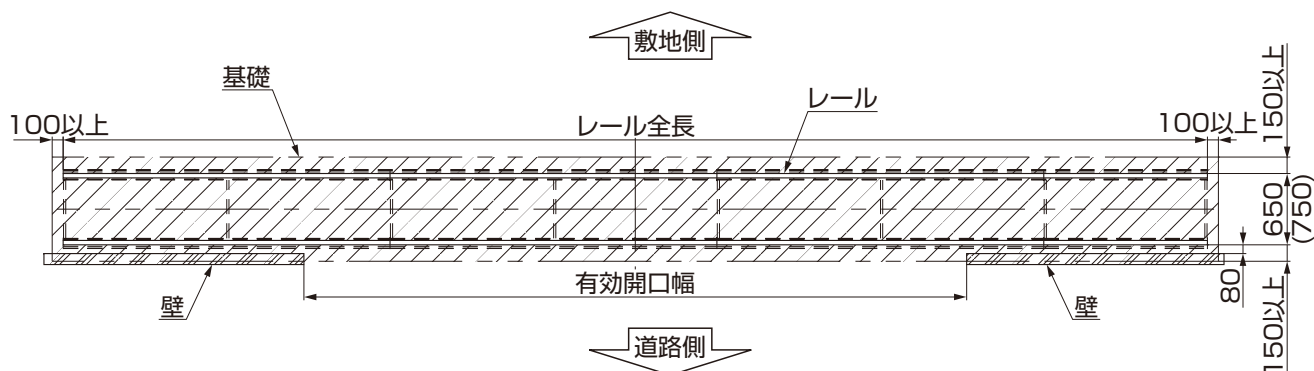 敷地側
基礎
レール
100以上
レール全長
100以上
150以上
650
(750)
80
150以上
有効開口幅
壁
壁
道路側